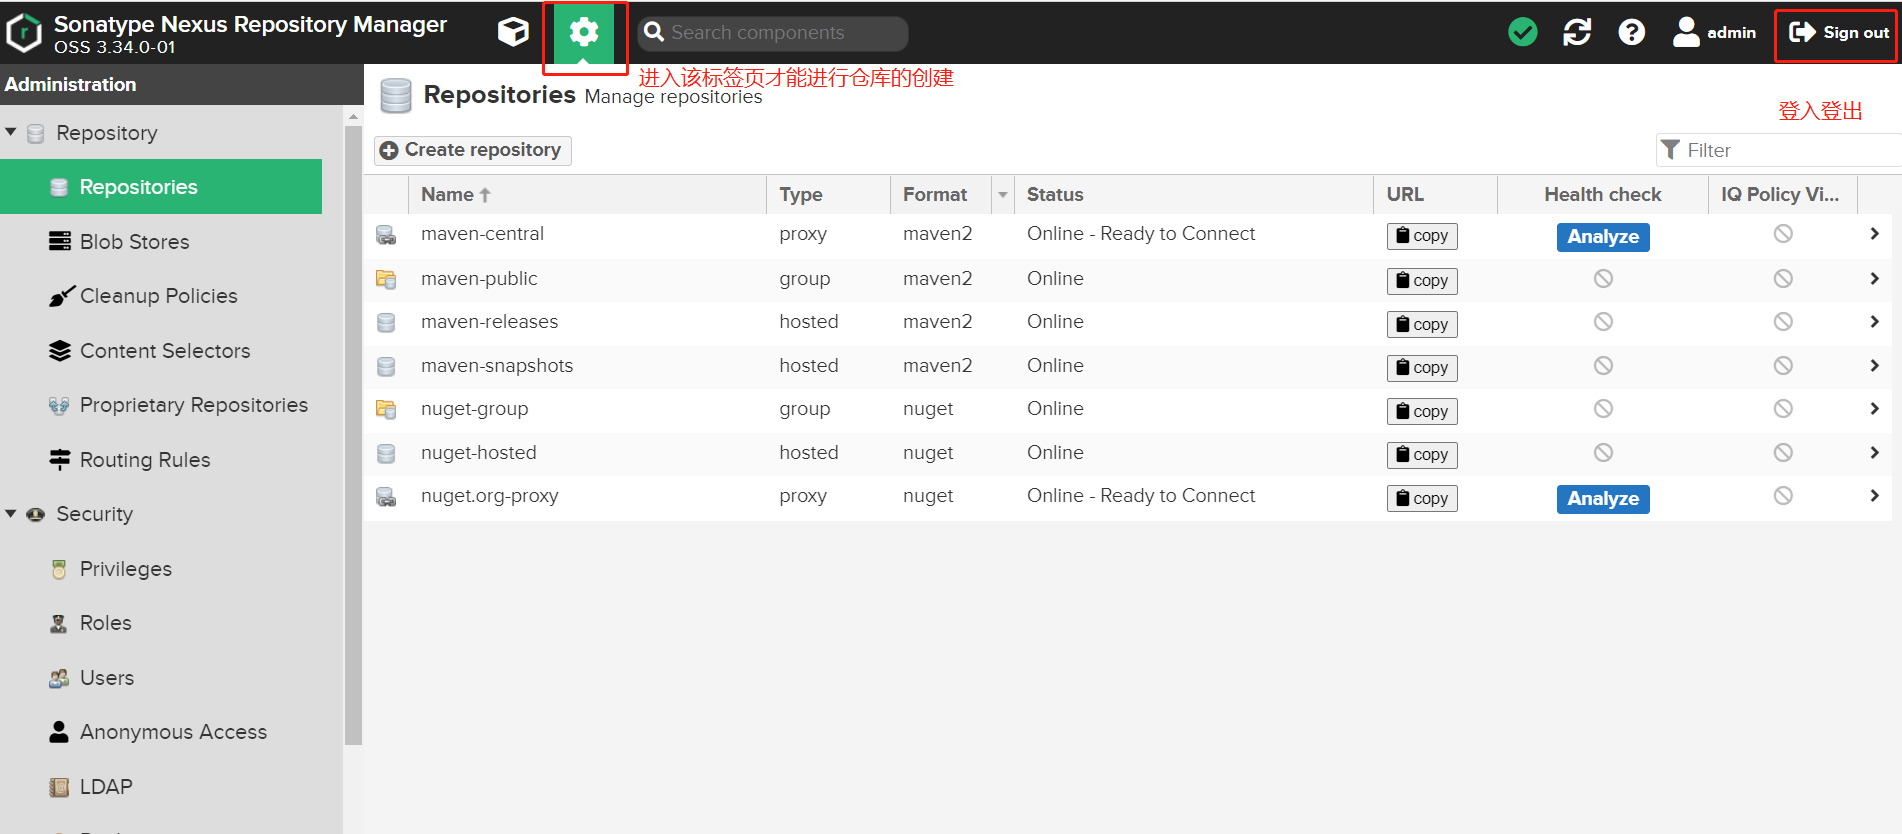 Sonatype Nexus Repository Manager
OSS 3.34.0-01
Search components
admin
Sign out
进入该标签页才能进行仓库的创建
登入登出
Administration
Repository
Repositories
Blob Stores
Cleanup Policies
Content Selectors
Proprietary Repositories
Routing Rules
Security
Privileges
Roles
Users
Anonymous Access
LDAP
Repositories Manage repositories
Create repository
Filter
Name Type Format Status URL Health check IQ Policy Vi...
maven-central proxy maven2 Online - Ready to Connect copy Analyze
maven-public group maven2 Online copy
maven-releases hosted maven2 Online copy
maven-snapshots hosted maven2 Online copy
nuget-group group nuget Online copy
nuget-hosted hosted nuget Online copy
nuget.org-proxy proxy nuget Online - Ready to Connect copy Analyze